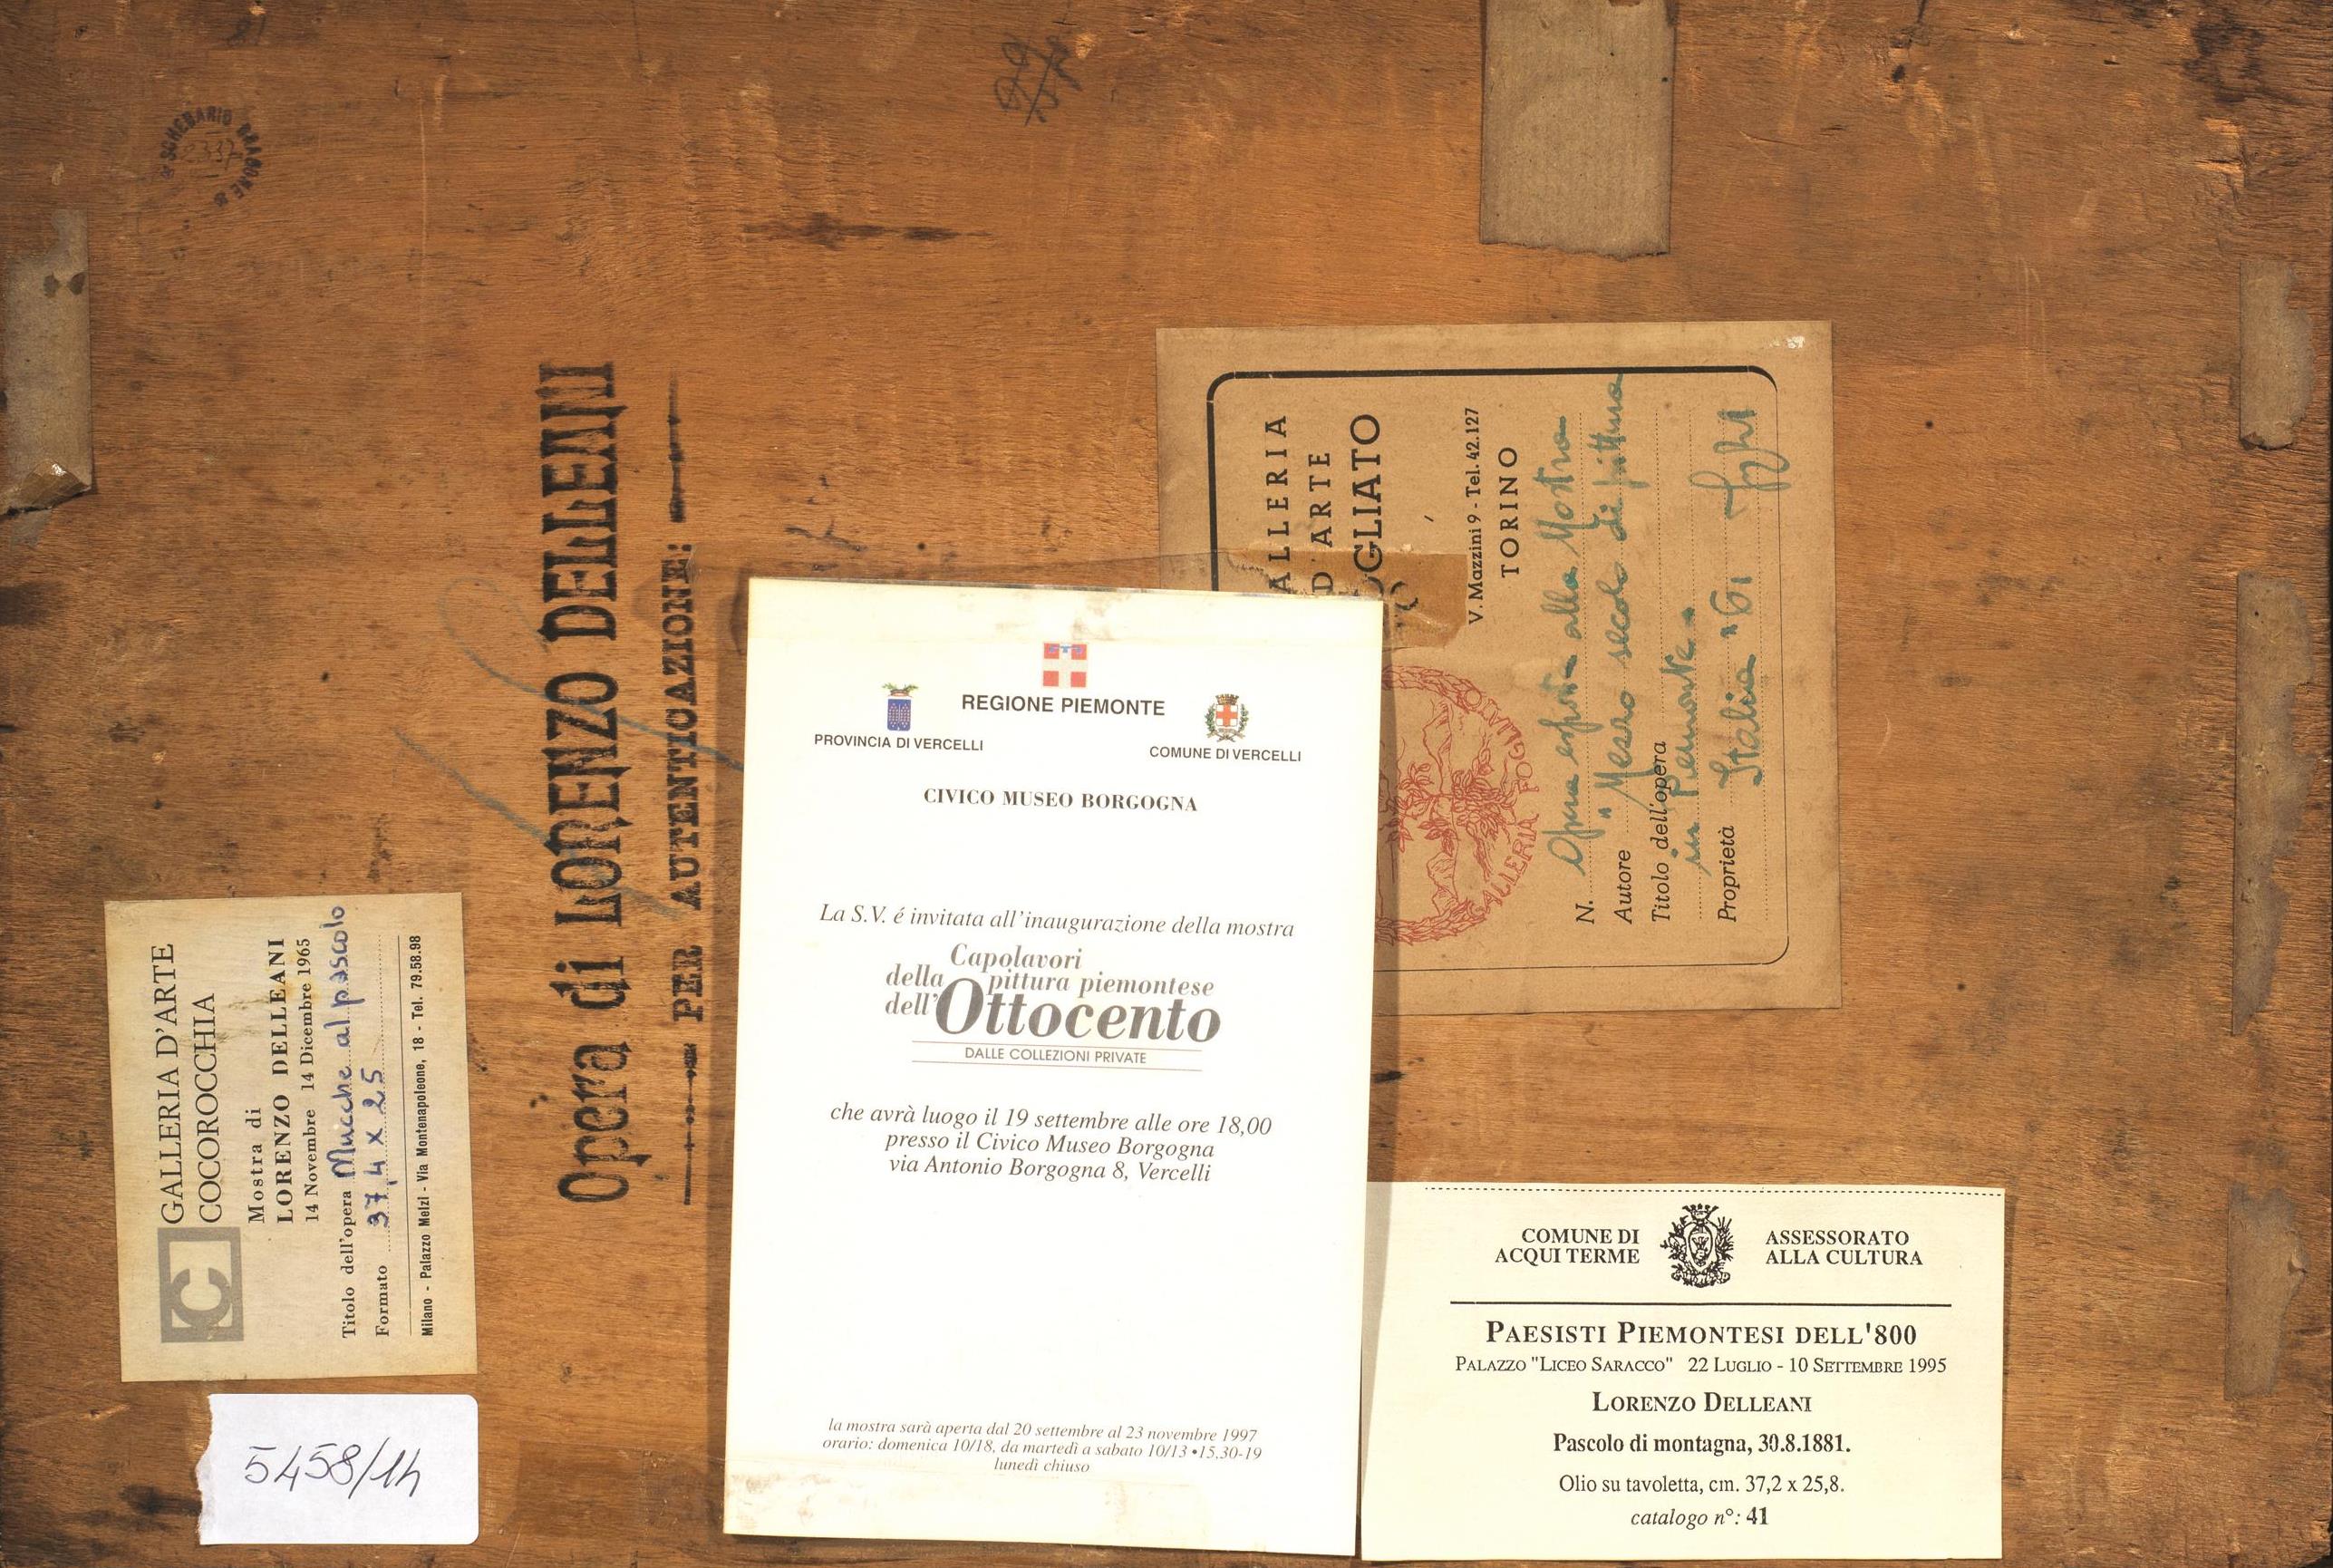 SCHEDARIO DRAGONE
2337
GALLERIA D'ARTE
COCOROCCHIA
Mostra di
LORENZO DELLEANI
14 Novembre 14 Dicembre 1965
Titolo dell'opera Mucche al pascolo
Formato 37,4 x 25
Milano - Palazzo Melzi - Via Montenapoleone, 18 - Tel. 79.58.98
5458/14
Opera di LORENZO DELLEANI
PER AUTENTICAZIONE:
REGIONE PIEMONTE
PROVINCIA DI VERCELLI
COMUNE DI VERCELLI
CIVICO MUSEO BORGOGNA
La S.V. é invitata all'inaugurazione della mostra
Capolavori
della pittura piemontese
dell'Ottocento
DALLE COLLEZIONI PRIVATE
che avrà luogo il 19 settembre alle ore 18,00
presso il Civico Museo Borgogna
via Antonio Borgogna 8, Vercelli
la mostra sarà aperta dal 20 settembre al 23 novembre 1997
orario: domenica 10/18, da martedì a sabato 10/13 •15,30-19
lunedì chiuso
ALLERIA
D'ARTE
OGLIATO
V. Mazzini 9 - Tel. 42.127
TORINO
GALLERIA FOGLI
N. Opera esposta alla Mostra
Autore "Mezzo secolo di pittura
Titolo dell'opera
in Piemonte"
Proprietà Italia "61
COMUNE DI
ACQUI TERME
ASSESSORATO
ALLA CULTURA
PAESISTI PIEMONTESI DELL'800
PALAZZO "LICEO SARACCO" 22 LUGLIO - 10 SETTEMBRE 1995
LORENZO DELLEANI
Pascolo di montagna, 30.8.1881.
Olio su tavoletta, cm. 37,2 x 25,8.
catalogo n°: 41